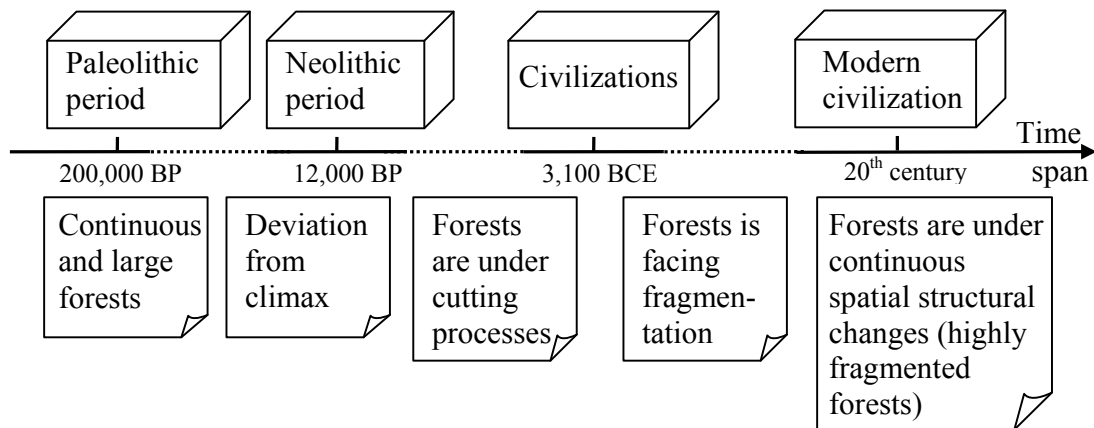 Paleolithic
period
Neolithic
period
Civilizations
Modern
civilization
Time
span
200,000 BP
12,000 BP
3,100 BCE
20th century
Continuous
and large
forests
Deviation
from
climax
Forests
are under
cutting
processes
Forests is
facing
fragmen-
tation
Forests are under
continuous
spatial structural
changes (highly
fragmented
forests)